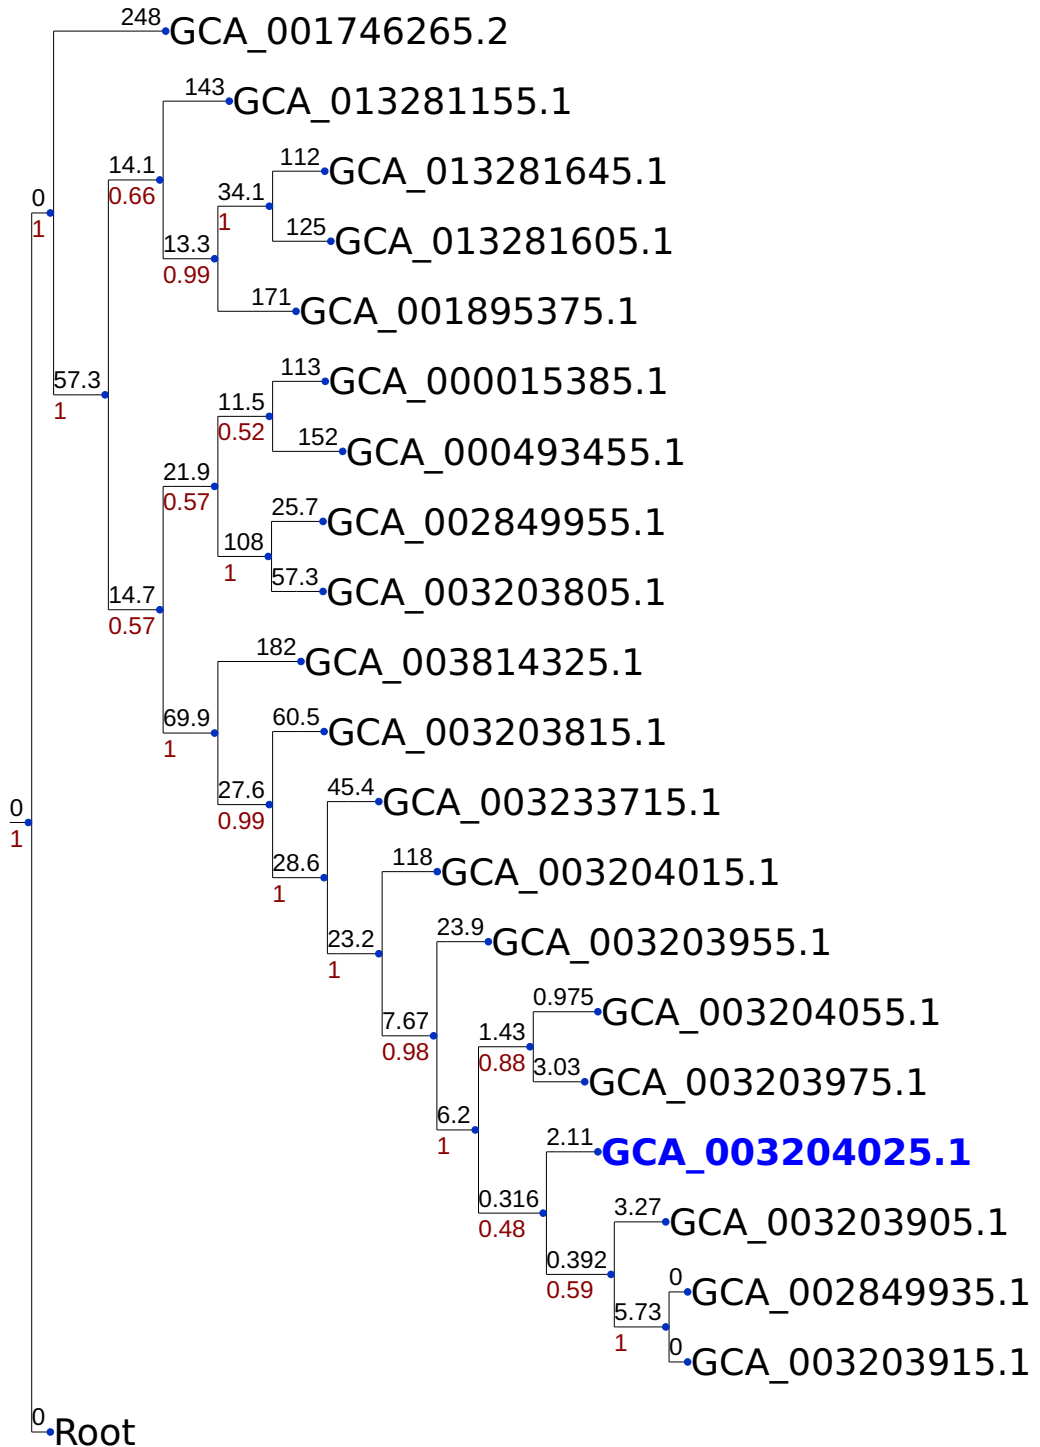 248 GCA_001746265.2
143 GCA_013281155.1
112 GCA_013281645.1
14.1
0.66
34.1
1
0
1
125 GCA_013281605.1
13.3
0.99
171 GCA_001895375.1
57.3
1
113 GCA_000015385.1
11.5
0.52
152 GCA_000493455.1
21.9
0.57
25.7 GCA_002849955.1
108
1
57.3 GCA_003203805.1
14.7
0.57
182 GCA_003814325.1
69.9
1
60.5 GCA_003203815.1
27.6
0.99
45.4 GCA_003233715.1
0
1
28.6
1
118 GCA_003204015.1
23.2
1
23.9 GCA_003203955.1
7.67
0.98
0.975 GCA_003204055.1
1.43
0.88
3.03 GCA_003203975.1
6.2
1
2.11 GCA_003204025.1
0.316
0.48
3.27 GCA_003203905.1
0.392
0.59
0 GCA_002849935.1
5.73
1
0 GCA_003203915.1
0 Root